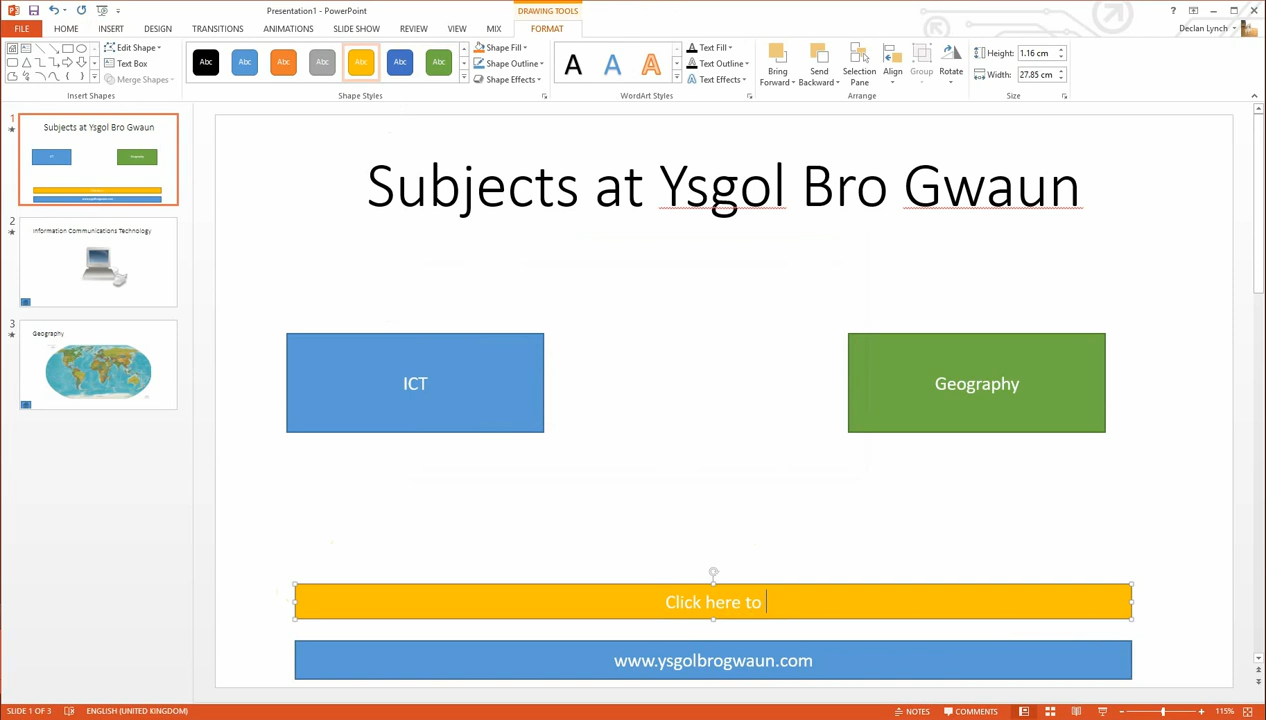 Presentation1 - PowerPoint
DRAWING TOOLS
FILE
HOME
INSERT
DESIGN
TRANSITIONS
ANIMATIONS
SLIDE SHOW
REVIEW
VIEW
MIX
FORMAT
Declan Lynch
Edit Shape
Text Box
Merge Shapes
Insert Shapes
Abc Abc Abc Abc Abc Abc Abc
Shape Fill
Shape Outline
Shape Effects
Shape Styles
A A A
Text Fill
Text Outline
Text Effects
WordArt Styles
Bring Forward
Send Backward
Selection Pane
Align
Group
Rotate
Arrange
Height: 1.16 cm
Width: 27.85 cm
Size
1
Subjects at Ysgol Bro Gwaun
2
Information Communications Technology
3
Geography
Subjects at Ysgol Bro Gwaun
ICT
Geography
Click here to
www.ysgolbrogwaun.com
SLIDE 1 OF 3
ENGLISH (UNITED KINGDOM)
NOTES
COMMENTS
115%